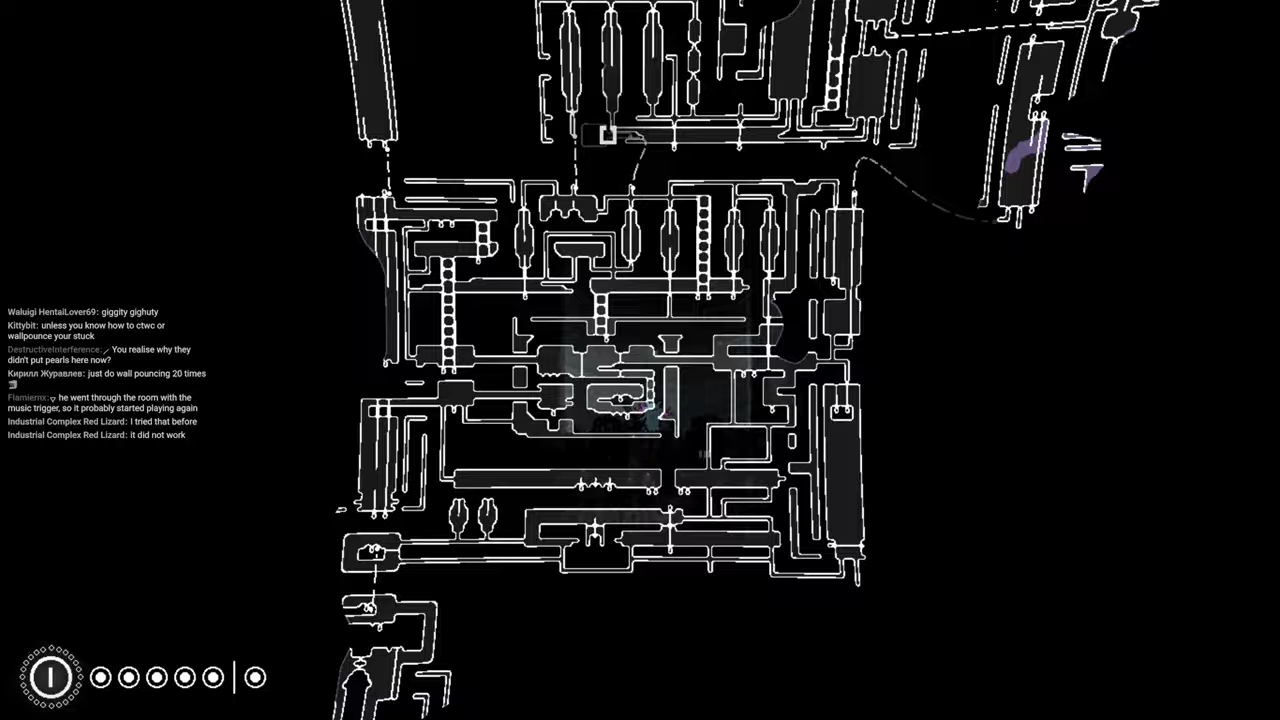 Waluigi HentaiLover69: giggity gighuty
Kittybit: unless you know how to ctwc or
wallpounce your stuck
DestructiveInterference: You realise why they
didn't put pearls here now?
Кирилл Журавлев: just do wall pouncing 20 times
Flamiernx: he went through the room with the
music trigger, so it probably started playing again
Industrial Complex Red Lizard: I tried that before
Industrial Complex Red Lizard: it did not work